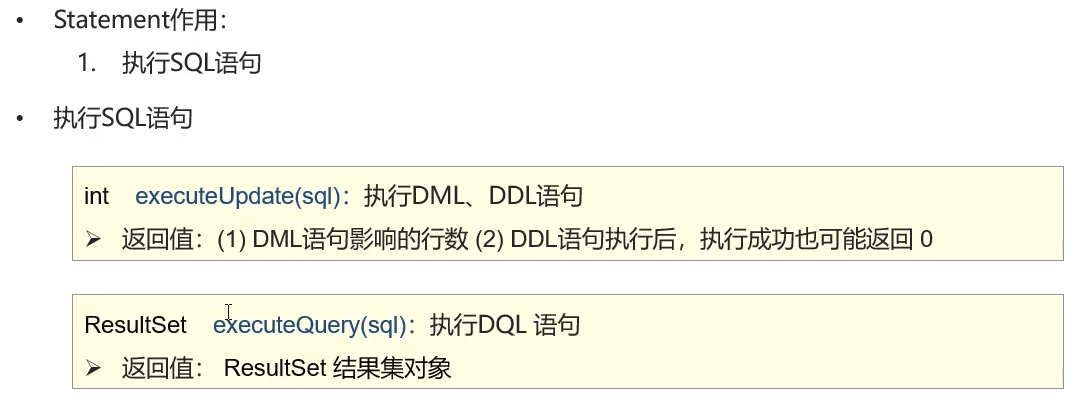 • Statement作用：
1. 执行SQL语句
• 执行SQL语句
int executeUpdate(sql)：执行DML、DDL语句
➢ 返回值：(1) DML语句影响的行数 (2) DDL语句执行后，执行成功也可能返回 0
ResultSet executeQuery(sql)：执行DQL 语句
➢ 返回值： ResultSet 结果集对象